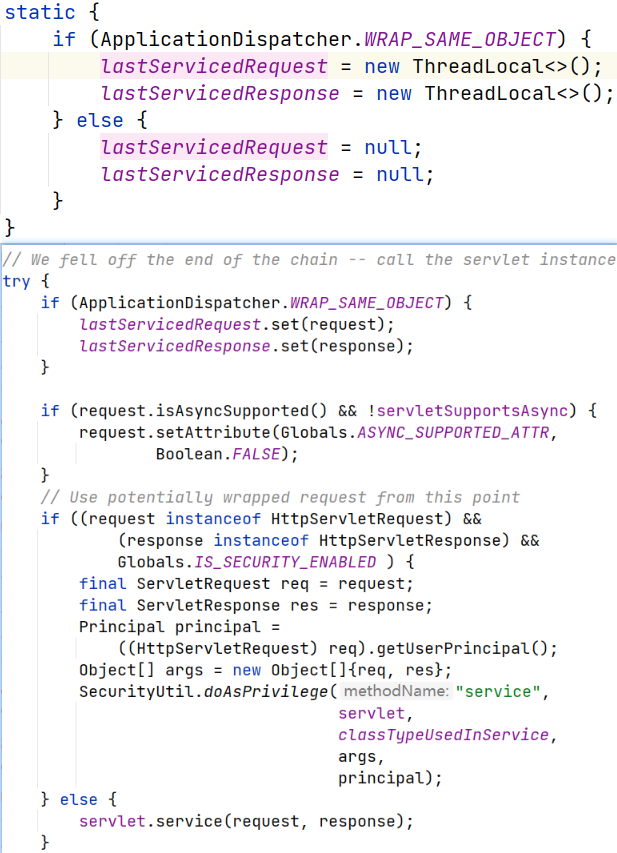 static {
    if (ApplicationDispatcher.WRAP_SAME_OBJECT) {
        lastServicedRequest = new ThreadLocal<>();
        lastServicedResponse = new ThreadLocal<>();
    } else {
        lastServicedRequest = null;
        lastServicedResponse = null;
    }
}
// We fell off the end of the chain -- call the servlet instance
try {
    if (ApplicationDispatcher.WRAP_SAME_OBJECT) {
        lastServicedRequest.set(request);
        lastServicedResponse.set(response);
    }
    if (request.isAsyncSupported() && !servletSupportsAsync) {
        request.setAttribute(Globals.ASYNC_SUPPORTED_ATTR,
                Boolean.FALSE);
    }
    // Use potentially wrapped request from this point
    if ((request instanceof HttpServletRequest) &&
            (response instanceof HttpServletResponse) &&
            Globals.IS_SECURITY_ENABLED ) {
        final ServletRequest req = request;
        final ServletResponse res = response;
        Principal principal =
            ((HttpServletRequest) req).getUserPrincipal();
        Object[] args = new Object[]{req, res};
        SecurityUtil.doAsPrivilege( methodName: "service",
                                   servlet,
                                   classTypeUsedInService,
                                   args,
                                   principal);
    } else {
        servlet.service(request, response);
    }